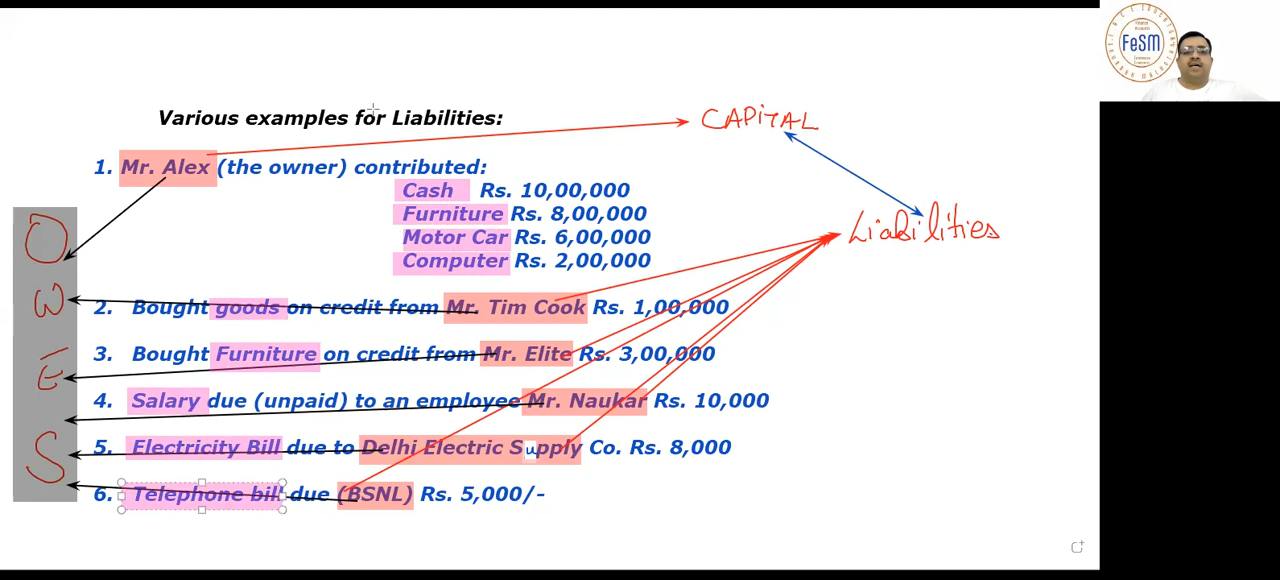 FeSM
Various examples for Liabilities:
CAPiTAL
1. Mr. Alex (the owner) contributed:
Cash Rs. 10,00,000
Furniture Rs. 8,00,000
Motor Car Rs. 6,00,000
Computer Rs. 2,00,000
Liabilities
O
W
E
S
2. Bought goods on credit from Mr. Tim Cook Rs. 1,00,000
3. Bought Furniture on credit from Mr. Elite Rs. 3,00,000
4. Salary due (unpaid) to an employee Mr. Naukar Rs. 10,000
5. Electricity Bill due to Delhi Electric Supply Co. Rs. 8,000
6. Telephone bill due (BSNL) Rs. 5,000/-